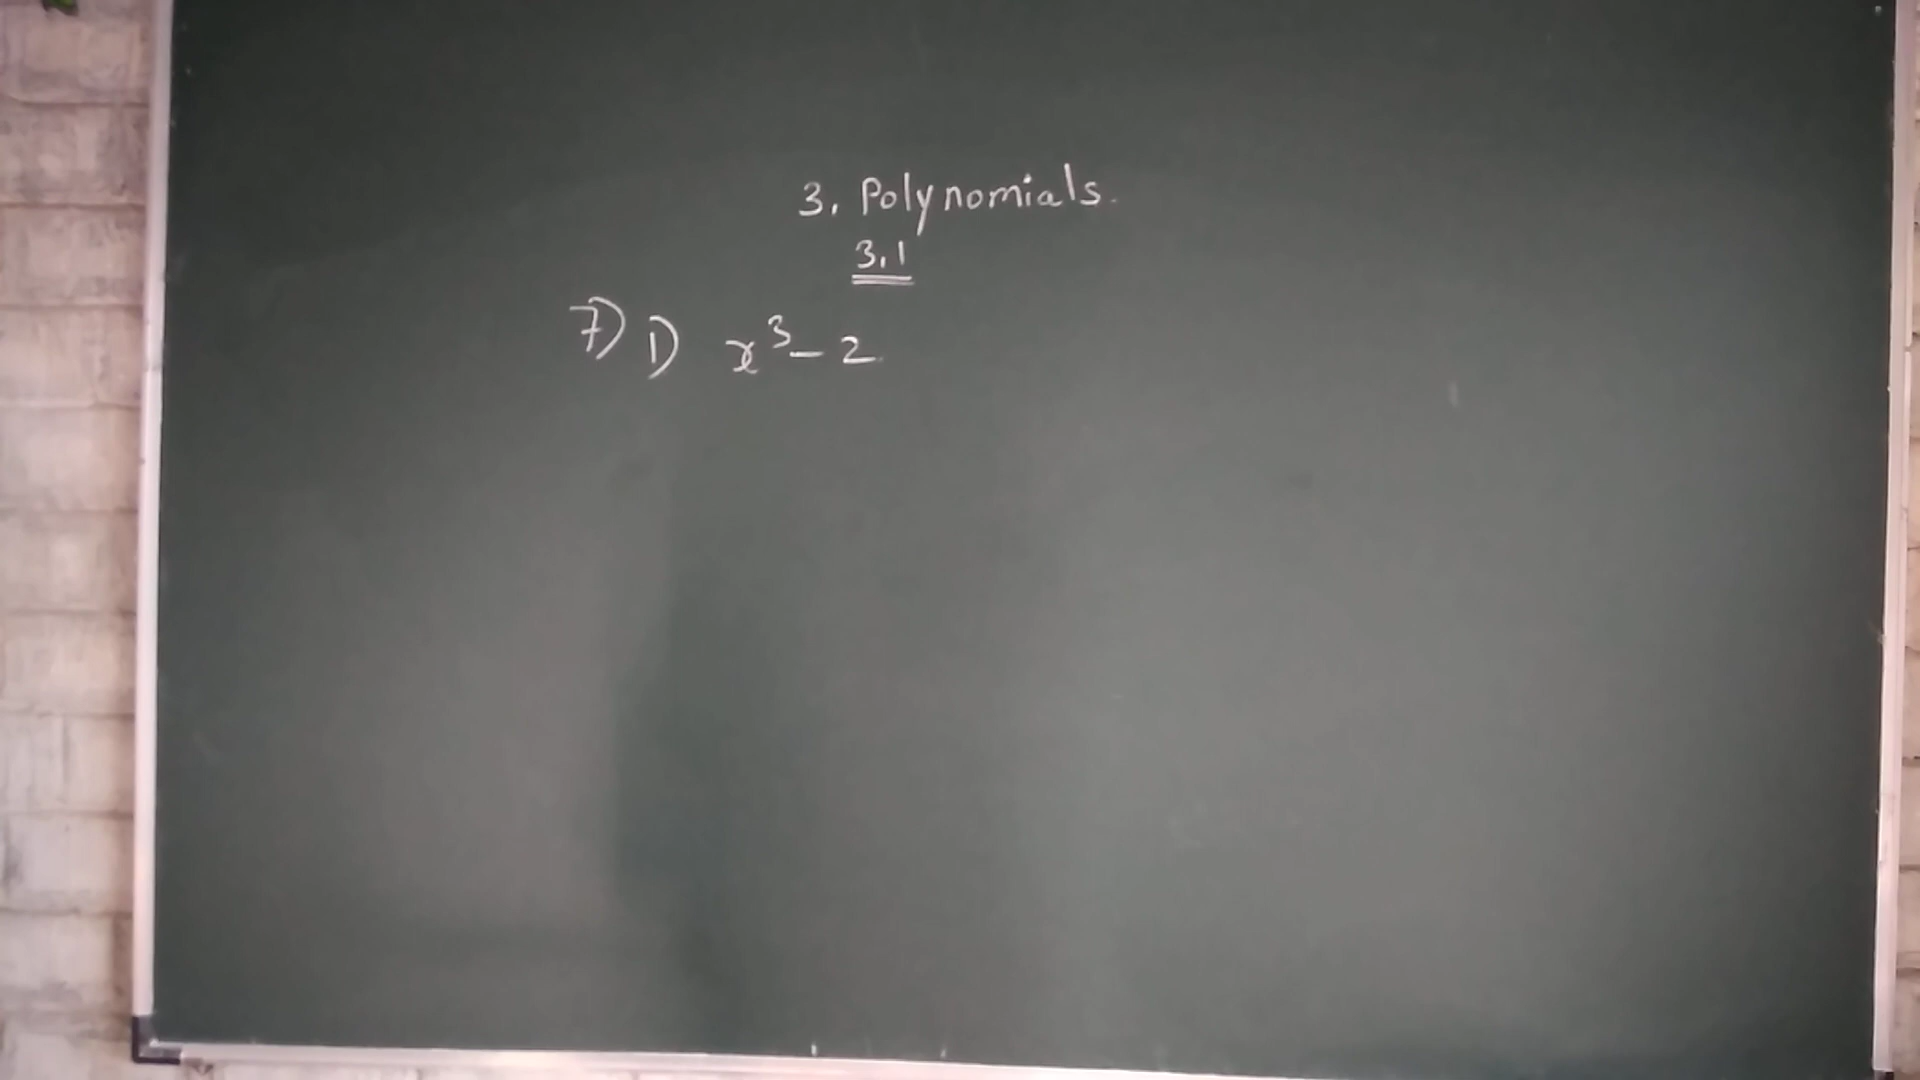 3. Polynomials.
3.1
7) 1) x³ - 2